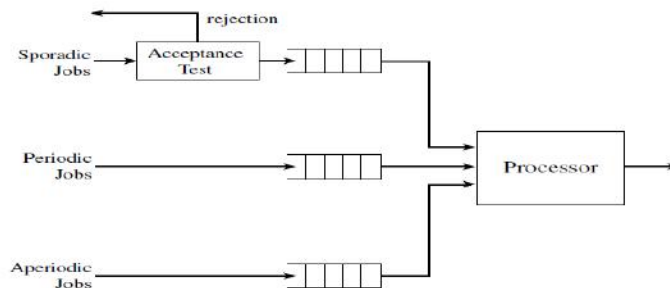 rejection
Sporadic
Jobs
Acceptance
Test
Periodic
Jobs
Processor
Aperiodic
Jobs